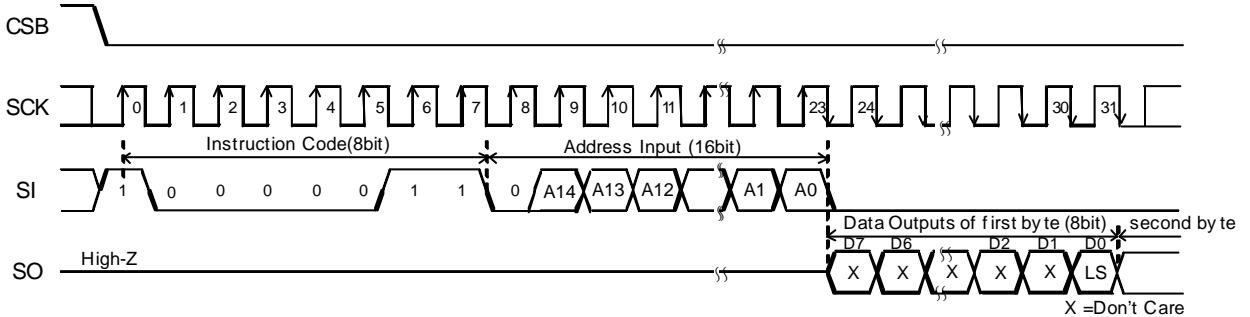 CSB
SCK 0 1 2 3 4 5 6 7 8 9 10 11 23 24 30 31
Instruction Code(8bit) Address Input (16bit)
SI 1 0 0 0 0 0 1 1 0 A14 A13 A12 A1 A0
Data Outputs of first byte (8bit) second byte
D7 D6 D2 D1 D0
SO High-Z X X X X X LS
X =Don't Care